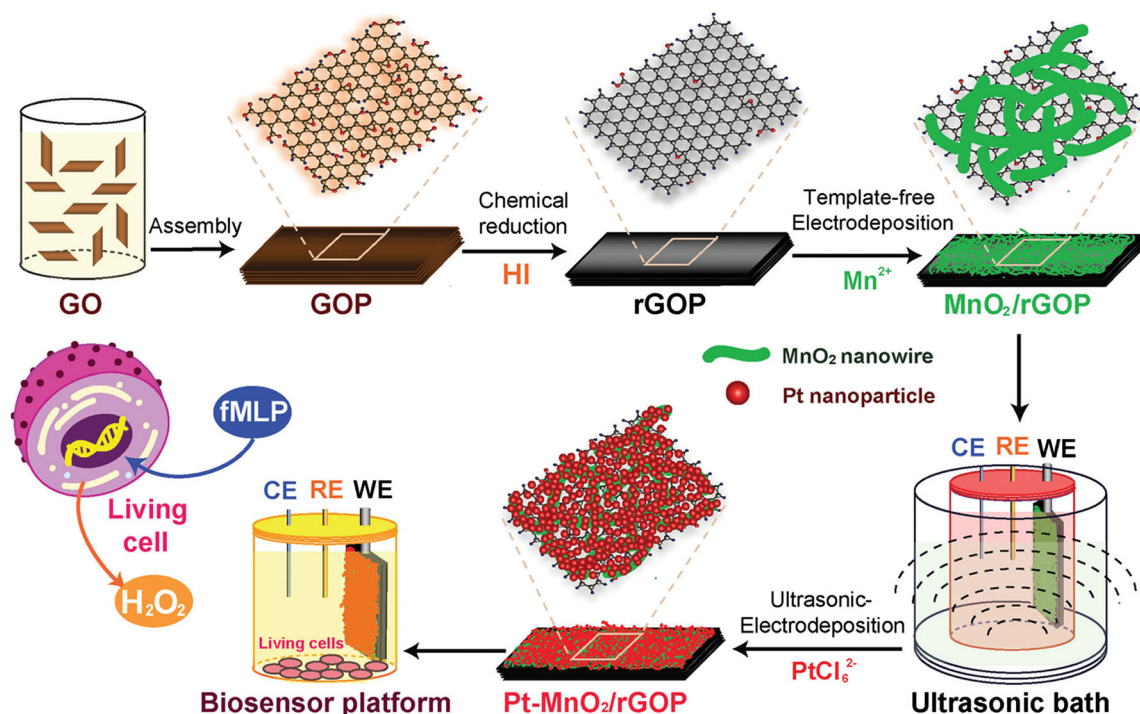 GO
Assembly
GOP
Chemical
reduction
HI
rGOP
Template-free
Electrodeposition
Mn²⁺
MnO₂/rGOP
MnO₂ nanowire
Pt nanoparticle
CE RE WE
Ultrasonic bath
Ultrasonic-
Electrodeposition
PtCl₆²⁻
Pt-MnO₂/rGOP
CE RE WE
Living cells
Biosensor platform
fMLP
Living
cell
H₂O₂